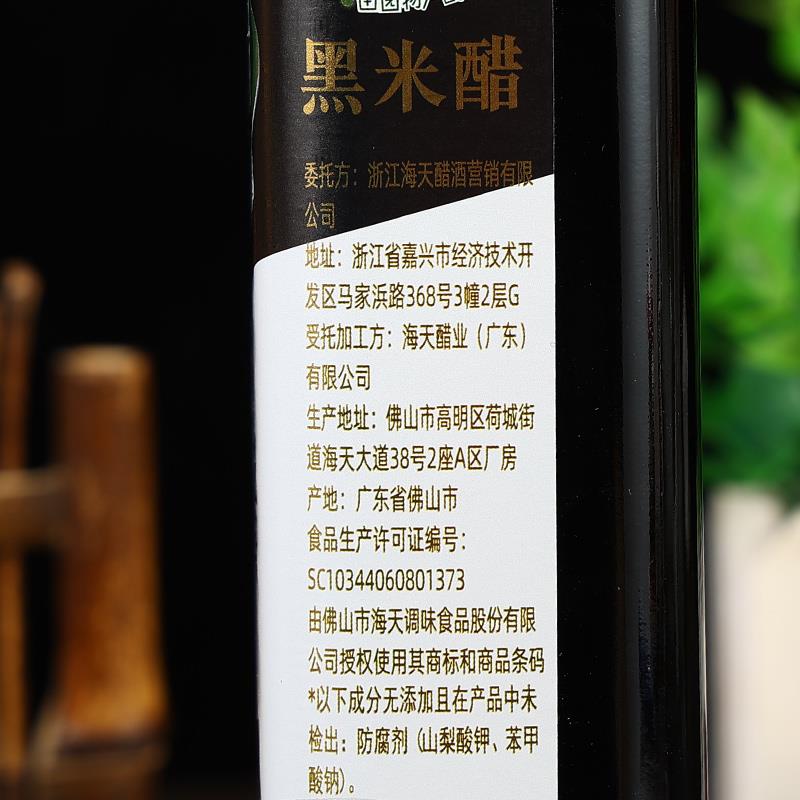 黑米醋
委托方：浙江海天醋酒营销有限
公司
地址：浙江省嘉兴市经济技术开
发区马家浜路368号3幢2层G
受托加工方：海天醋业（广东）
有限公司
生产地址：佛山市高明区荷城街
道海天大道38号2座A区厂房
产地：广东省佛山市
食品生产许可证编号：
SC10344060801373
由佛山市海天调味食品股份有限
公司授权使用其商标和商品条码
*以下成分无添加且在产品中未
检出：防腐剂（山梨酸钾、苯甲
酸钠）。